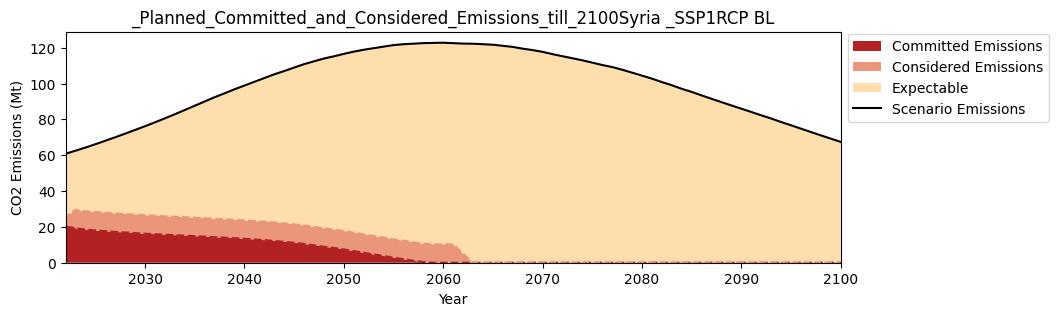 _Planned_Committed_and_Considered_Emissions_till_2100Syria _SSP1RCP BL
Committed Emissions
Considered Emissions
Expectable
Scenario Emissions
CO2 Emissions (Mt)
120
100
80
60
40
20
0
2030 2040 2050 2060 2070 2080 2090 2100
Year